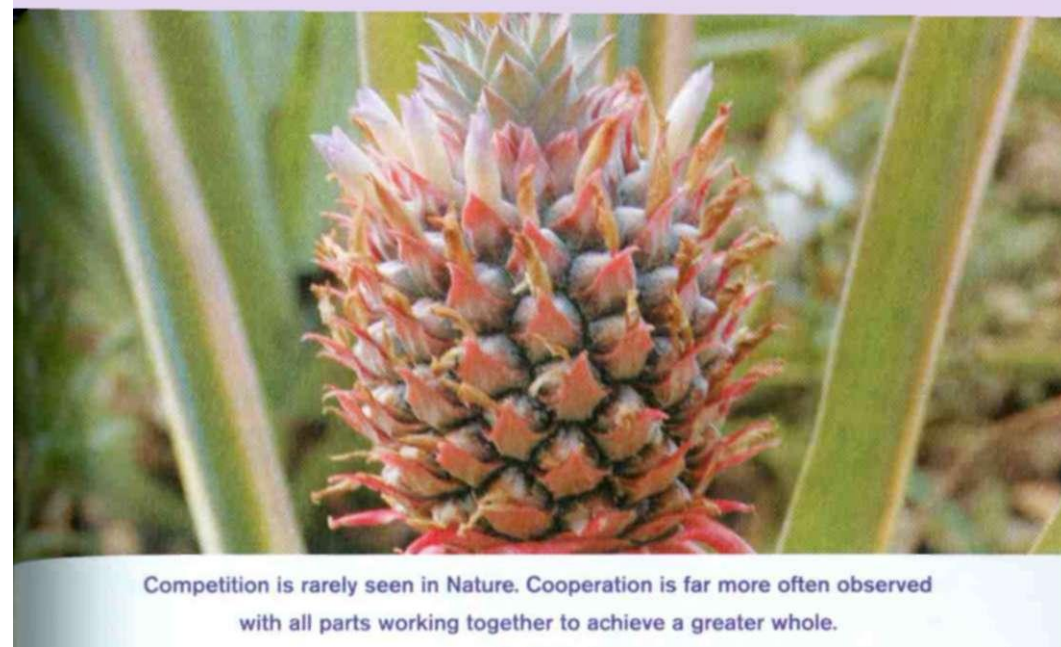 Competition is rarely seen in Nature. Cooperation is far more often observed
with all parts working together to achieve a greater whole.